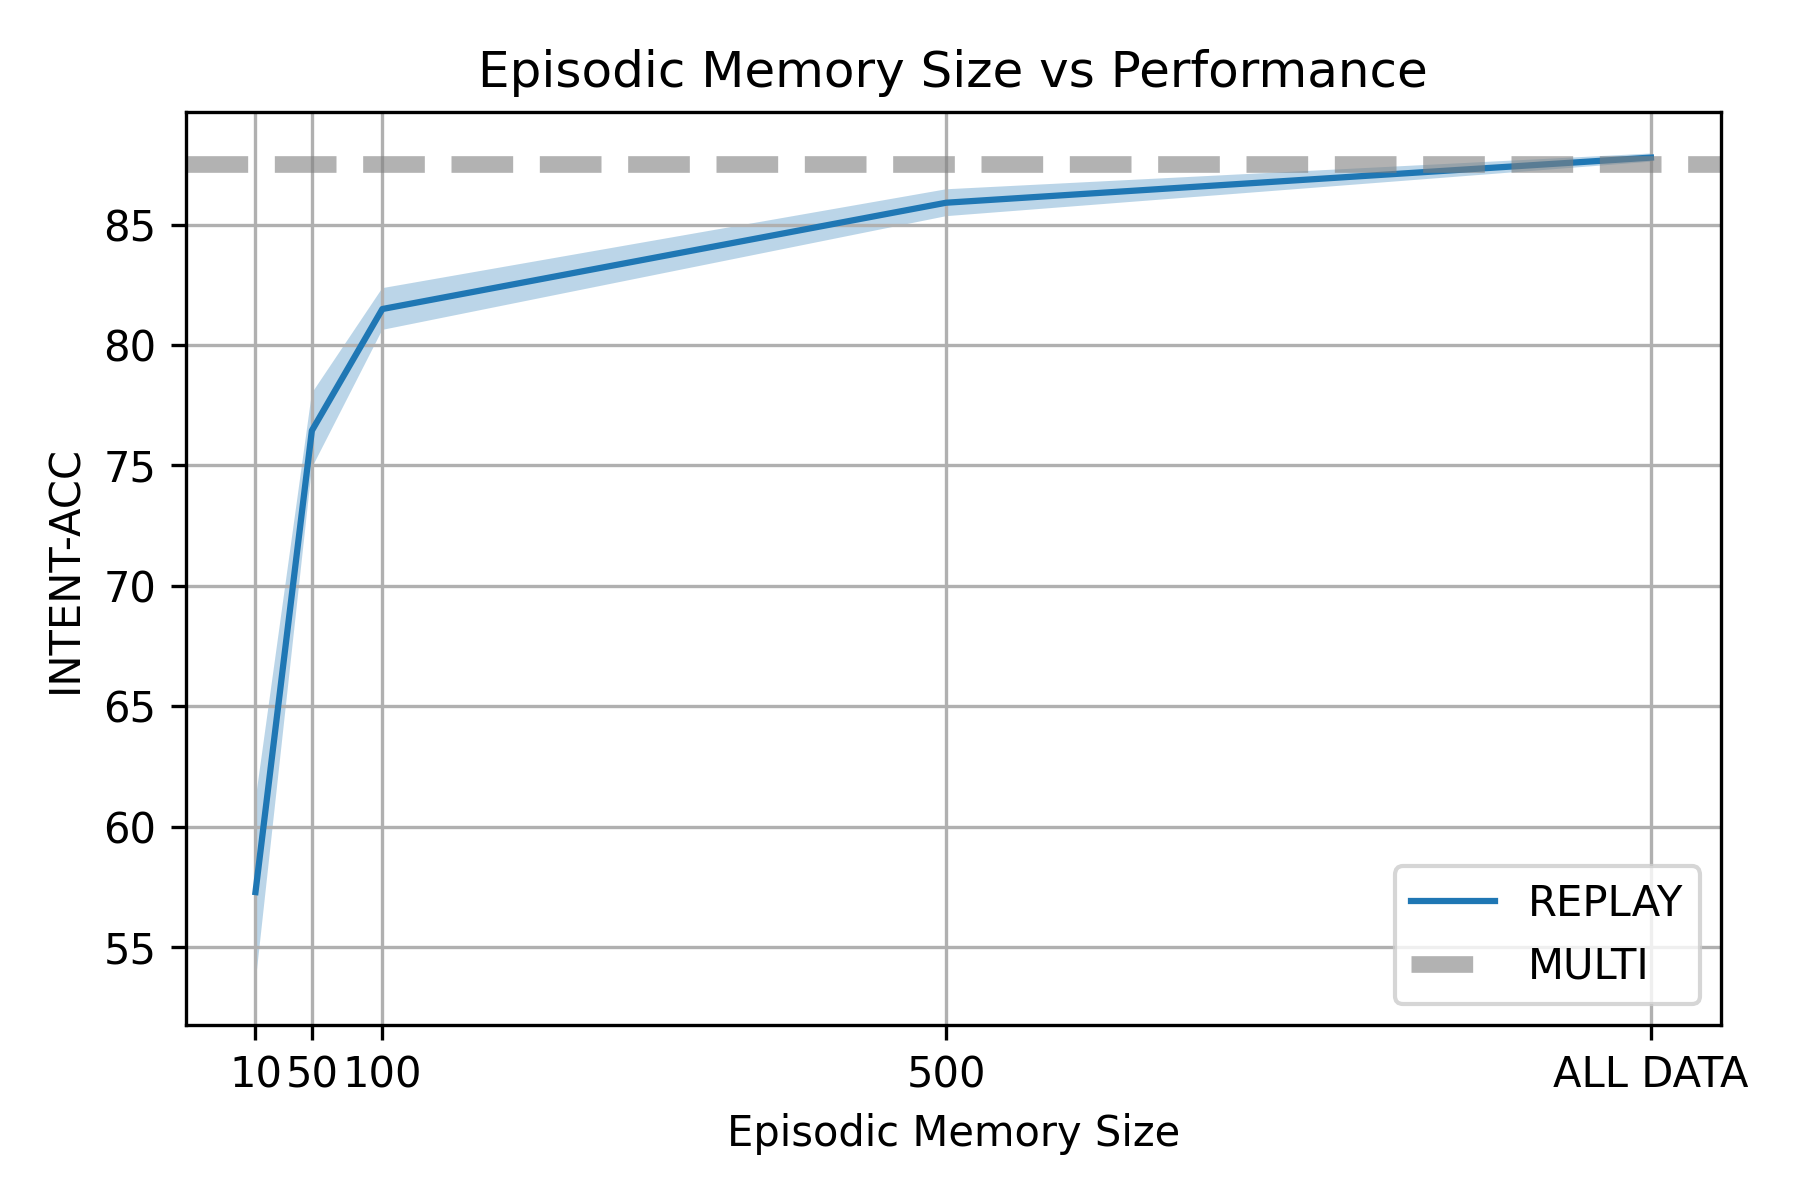 Episodic Memory Size vs Performance
85
80
75
70
65
60
55
INTENT-ACC
REPLAY
MULTI
10 50 100 500 ALL DATA
Episodic Memory Size